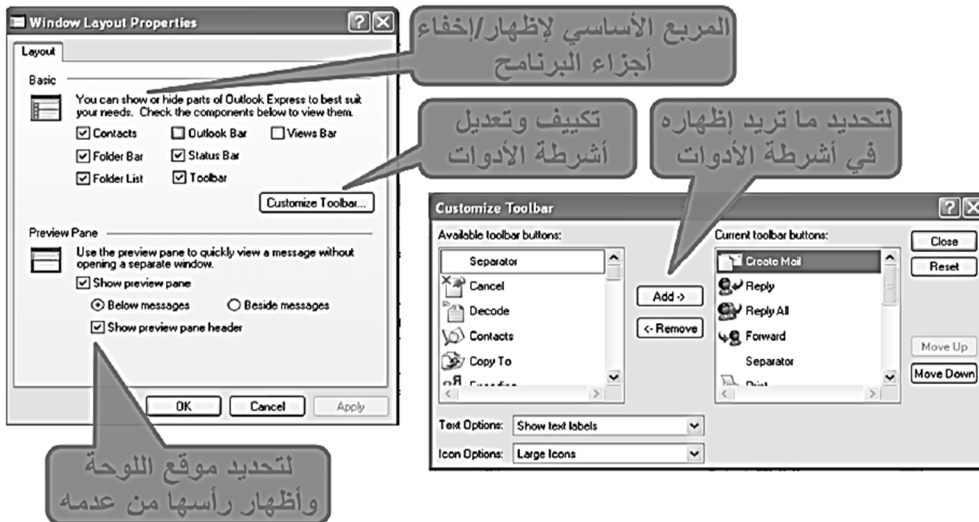 Window Layout Properties
Layout
المربع الأساسي لإظهار/إخفاء
أجزاء البرنامج
Basic
You can show or hide parts of Outlook Express to best suit
your needs. Check the components below to view them.
Contacts Outlook Bar Views Bar
Folder Bar Status Bar
Folder List Toolbar
Customize Toolbar...
تكييف وتعديل
أشرطة الأدوات
لتحديد ما تريد إظهاره
في أشرطة الأدوات
Preview Pane
Use the preview pane to quickly view a message without
opening a separate window.
Show preview pane
Below messages Beside messages
Show preview pane header
OK Cancel Apply
لتحديد موقع اللوحة
وأظهار رأسها من عدمه
Customize Toolbar
Available toolbar buttons:
Separator
Cancel
Decode
Contacts
Copy To
Encoding
Add ->
<- Remove
Current toolbar buttons:
Create Mail
Reply
Reply All
Forward
Separator
Print
Close
Reset
Move Up
Move Down
Text Options: Show text labels
Icon Options: Large Icons